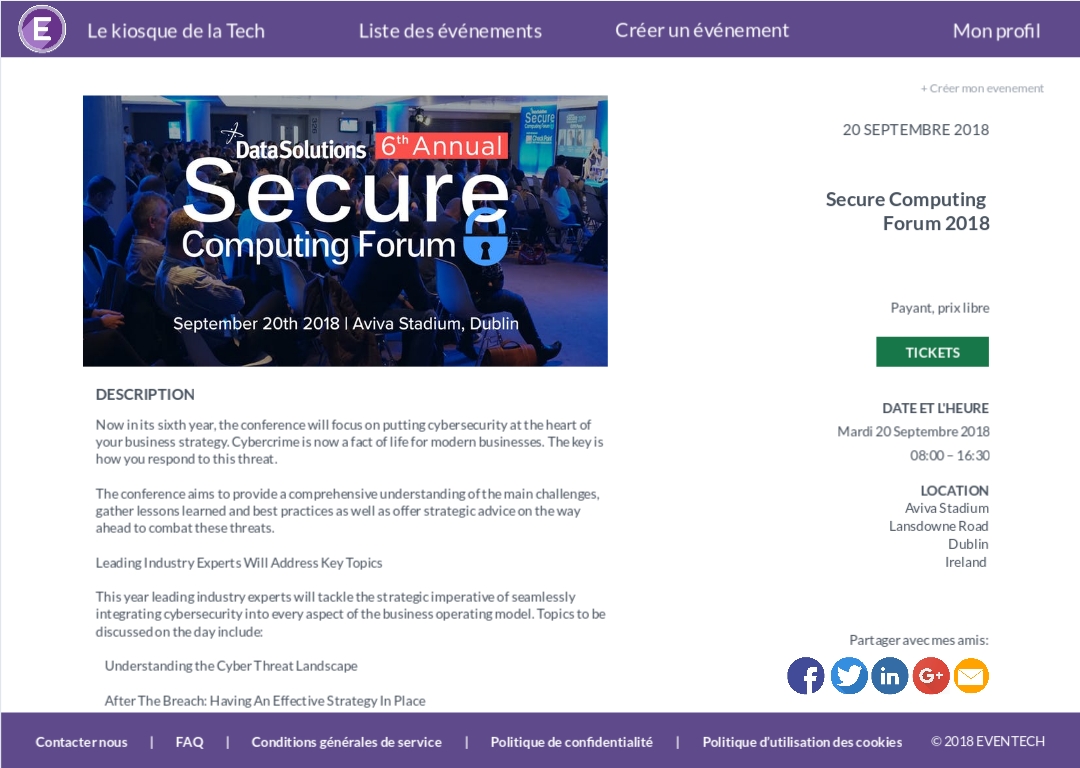 E
Le kiosque de la Tech
Liste des événements
Créer un événement
Mon profil
+ Créer mon evenement
DataSolutions 6th Annual
Secure
Computing Forum
September 20th 2018 | Aviva Stadium, Dublin
Secure
Computing Forum
Check Point
20 SEPTEMBRE 2018
Secure Computing
Forum 2018
Payant, prix libre
TICKETS
DATE ET L'HEURE
Mardi 20 Septembre 2018
08:00 – 16:30
LOCATION
Aviva Stadium
Lansdowne Road
Dublin
Ireland
Partager avec mes amis:
f
in
G+
DESCRIPTION
Now in its sixth year, the conference will focus on putting cybersecurity at the heart of
your business strategy. Cybercrime is now a fact of life for modern businesses. The key is
how you respond to this threat.
The conference aims to provide a comprehensive understanding of the main challenges,
gather lessons learned and best practices as well as offer strategic advice on the way
ahead to combat these threats.
Leading Industry Experts Will Address Key Topics
This year leading industry experts will tackle the strategic imperative of seamlessly
integrating cybersecurity into every aspect of the business operating model. Topics to be
discussed on the day include:
Understanding the Cyber Threat Landscape
After The Breach: Having An Effective Strategy In Place
Contacter nous | FAQ | Conditions générales de service | Politique de confidentialité | Politique d'utilisation des cookies © 2018 EVENTECH